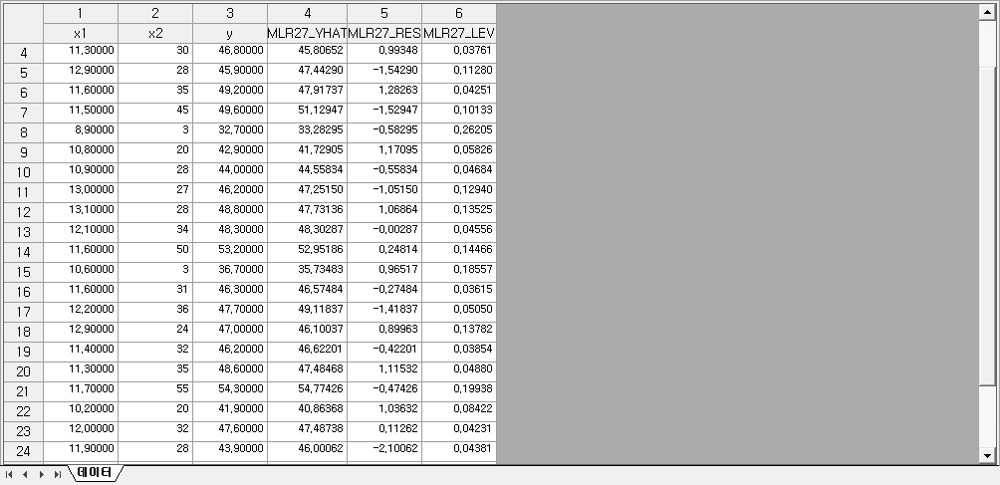 1 2 3 4 5 6
x1 x2 y MLR27_YHAT MLR27_RES MLR27_LEV
4 11,30000 30 46,80000 45,80652 0,99348 0,03761
5 12,90000 28 45,90000 47,44290 -1,54290 0,11280
6 11,60000 35 49,20000 47,91737 1,28263 0,04251
7 11,50000 45 49,60000 51,12947 -1,52947 0,10133
8 8,90000 3 32,70000 33,28295 -0,58295 0,26205
9 10,80000 20 42,90000 41,72905 1,17095 0,05826
10 10,90000 28 44,00000 44,55834 -0,55834 0,04684
11 13,00000 27 46,20000 47,25150 -1,05150 0,12940
12 13,10000 28 48,80000 47,73136 1,06864 0,13525
13 12,10000 34 48,30000 48,30287 -0,00287 0,04556
14 11,60000 50 53,20000 52,95186 0,24814 0,14466
15 10,60000 3 36,70000 35,73483 0,96517 0,18557
16 11,60000 31 46,30000 46,57484 -0,27484 0,03615
17 12,20000 36 47,70000 49,11837 -1,41837 0,05050
18 12,90000 24 47,00000 46,10037 0,89963 0,13782
19 11,40000 32 46,20000 46,62201 -0,42201 0,03854
20 11,30000 35 48,60000 47,48468 1,11532 0,04880
21 11,70000 55 54,30000 54,77426 -0,47426 0,19938
22 10,20000 20 41,90000 40,86368 1,03632 0,08422
23 12,00000 32 47,60000 47,48738 0,11262 0,04231
24 11,90000 28 43,90000 46,00062 -2,10062 0,04381
데이터